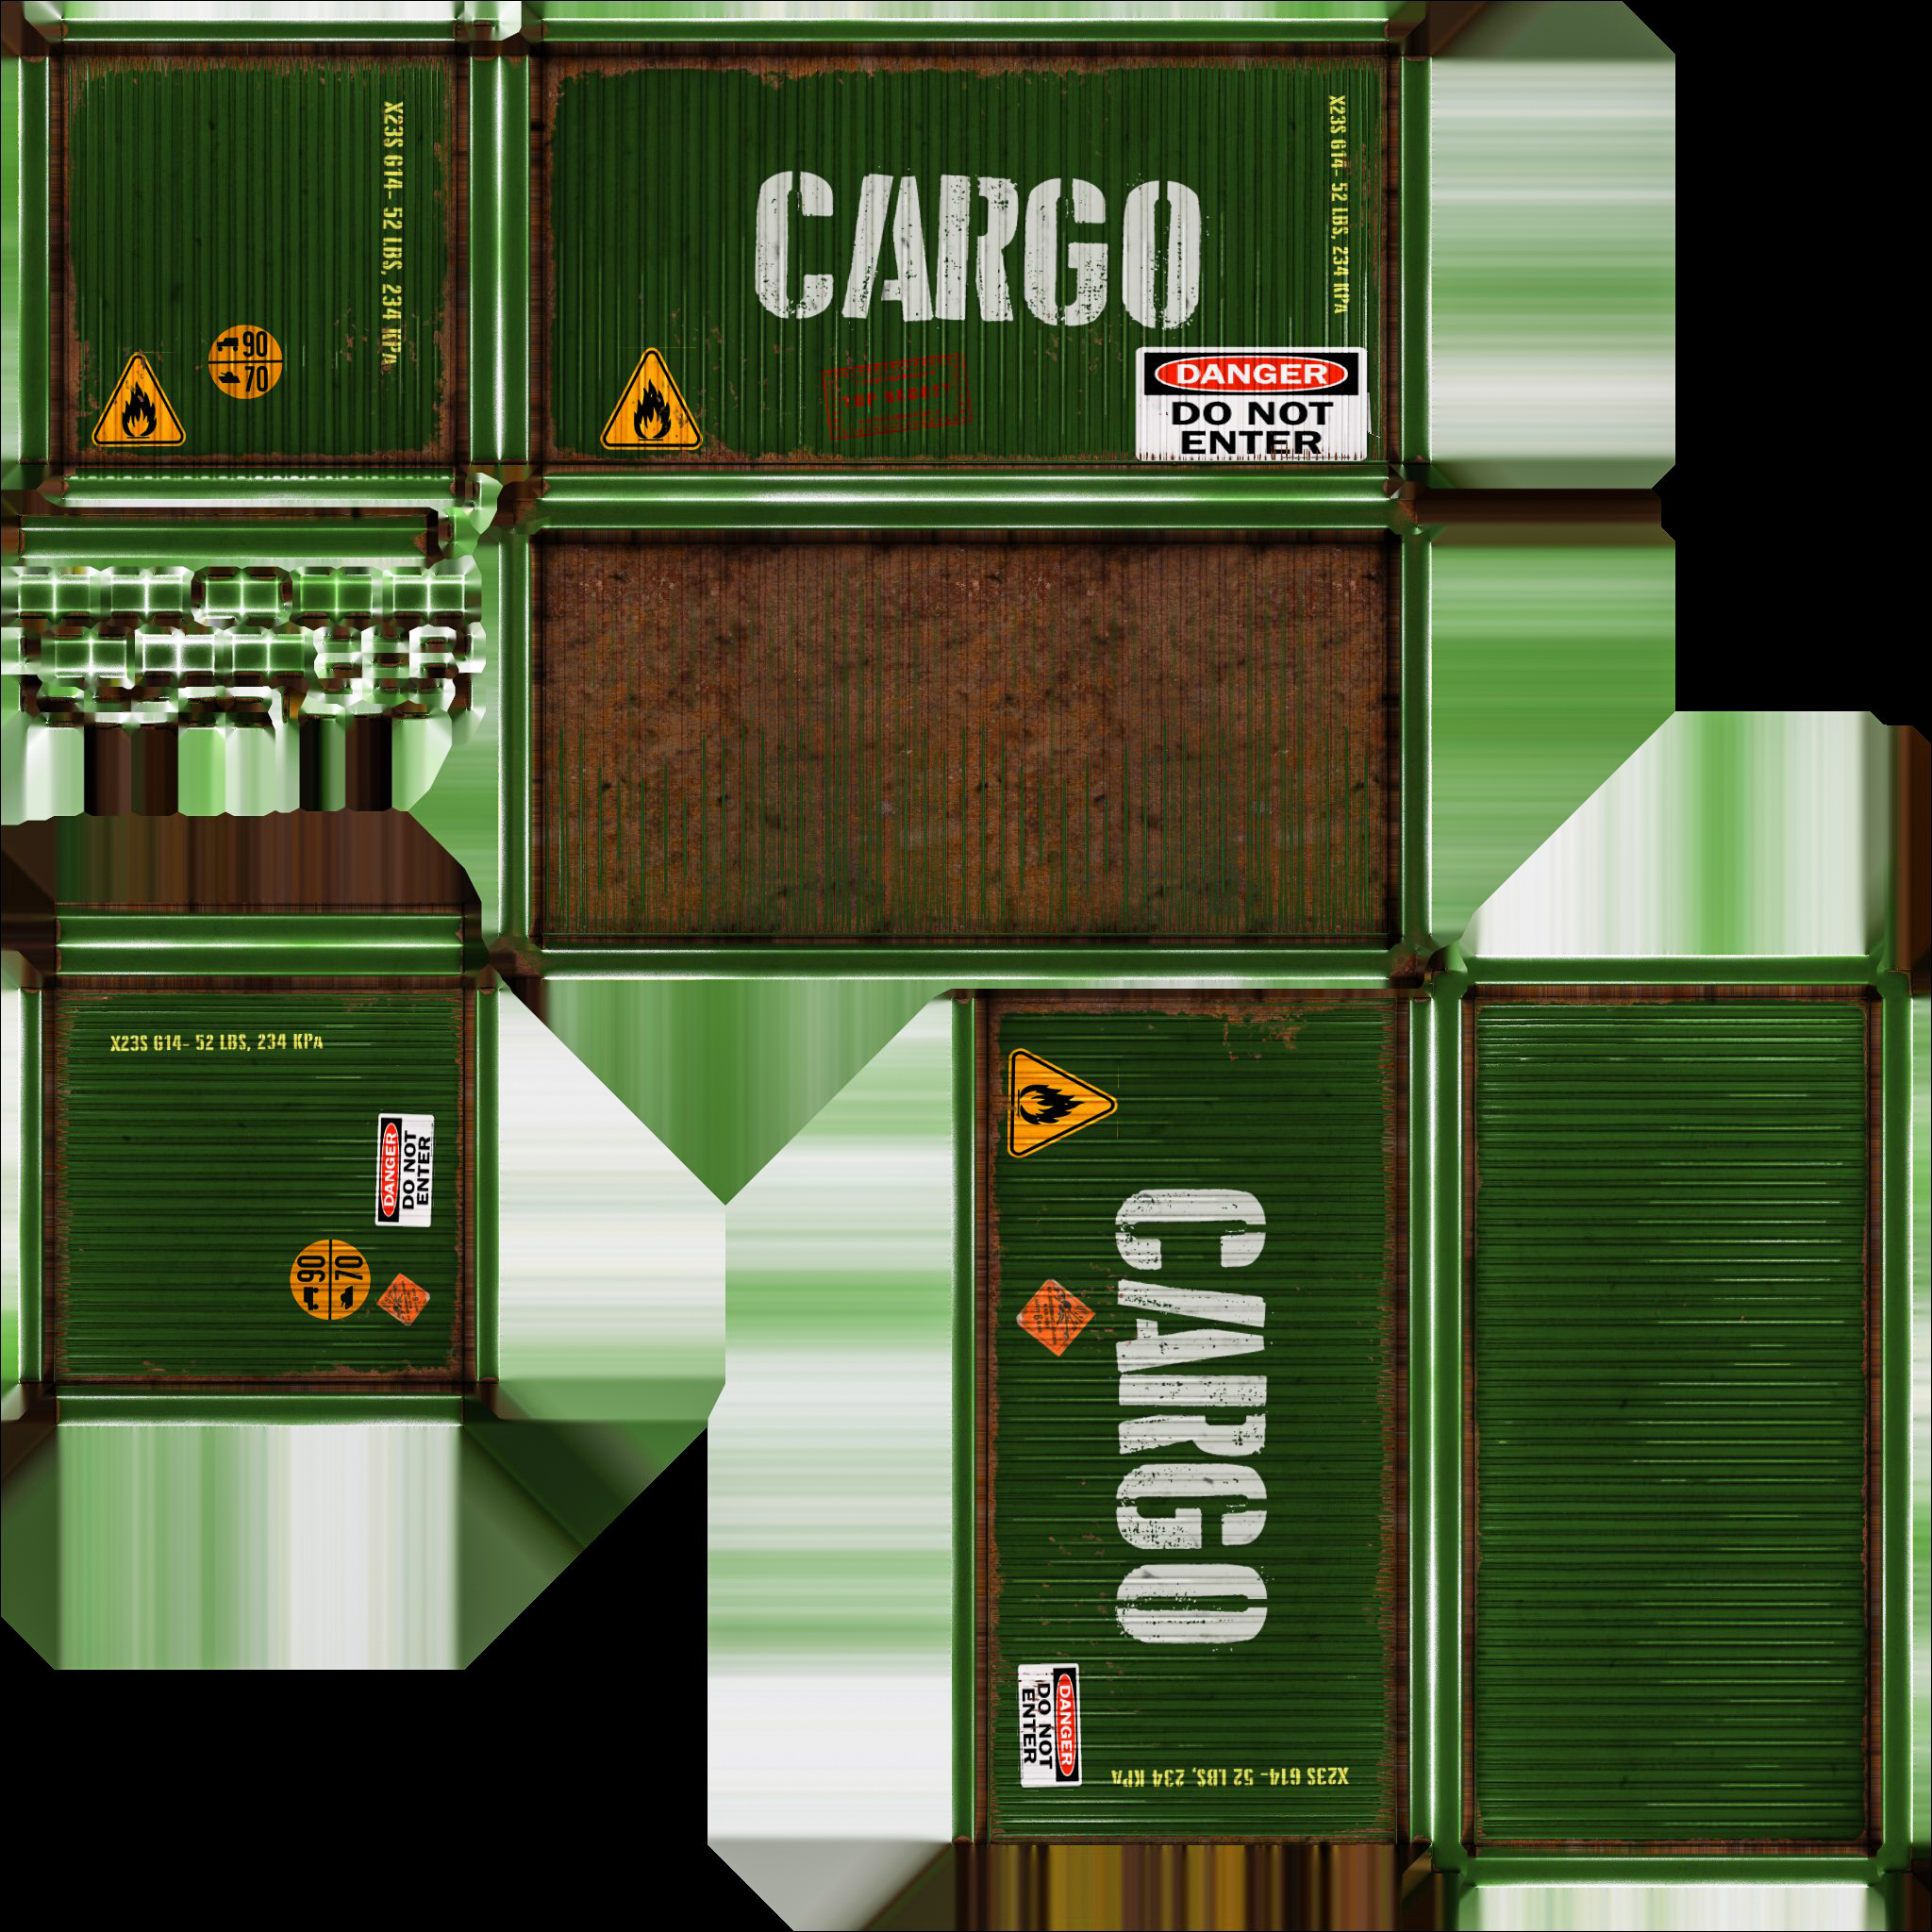 X23S G14- 52 LBS, 234 KPA
90
70
CARGO
X23S G14- 52 LBS, 234 KPA
TOP SECRET
DANGER
DO NOT
ENTER
X23S G14- 52 LBS, 234 KPA
DANGER
DO NOT
ENTER
90
70
CARGO
DANGER
DO NOT
ENTER
X23S G14- 52 LBS, 234 KPA